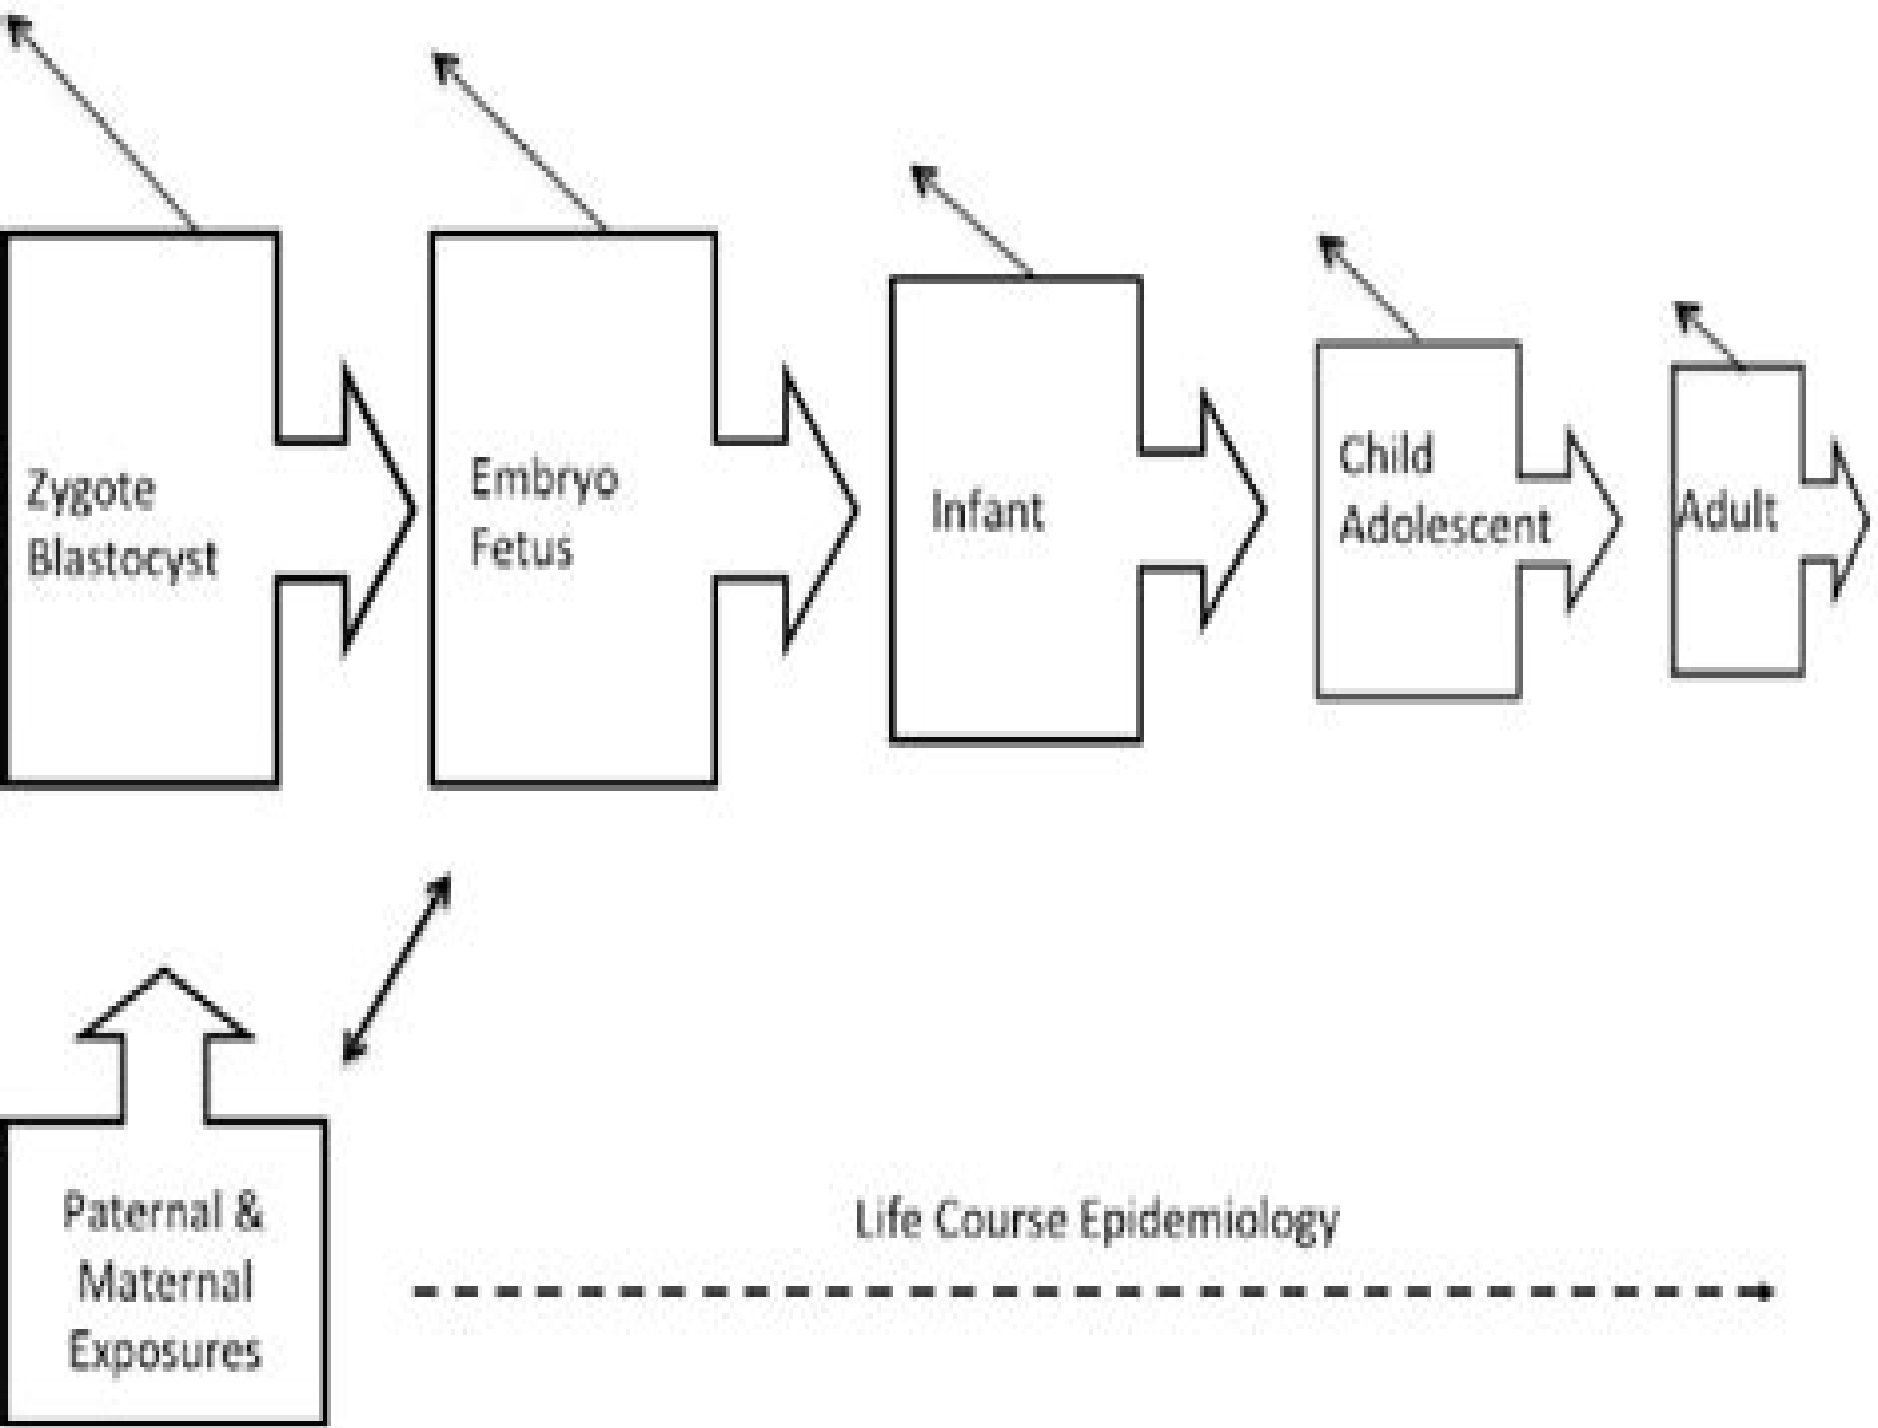 Zygote
Blastocyst
Embryo
Fetus
Infant
Child
Adolescent
Adult
Paternal &
Maternal
Exposures
Life Course Epidemiology